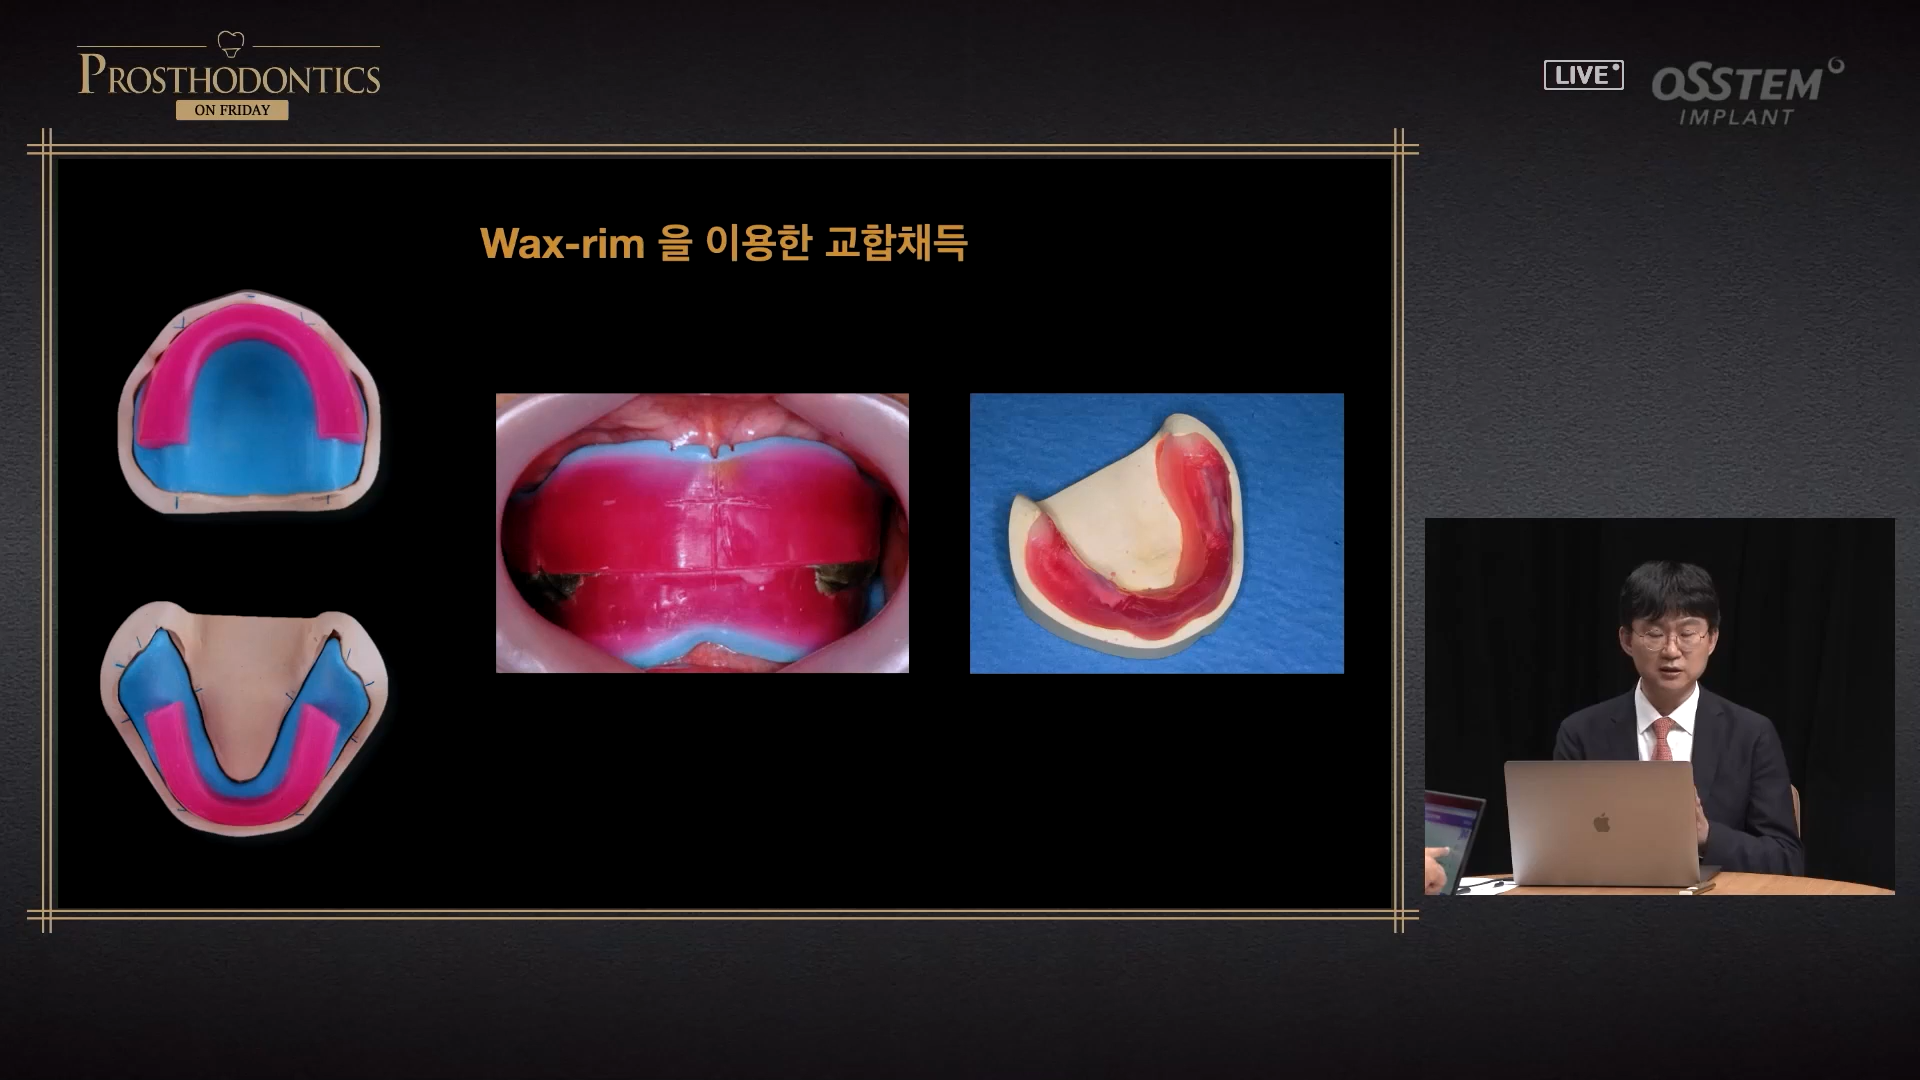 PROSTHODONTICS
ON FRIDAY
LIVE
OSSTEM
IMPLANT
Wax-rim 을 이용한 교합채득